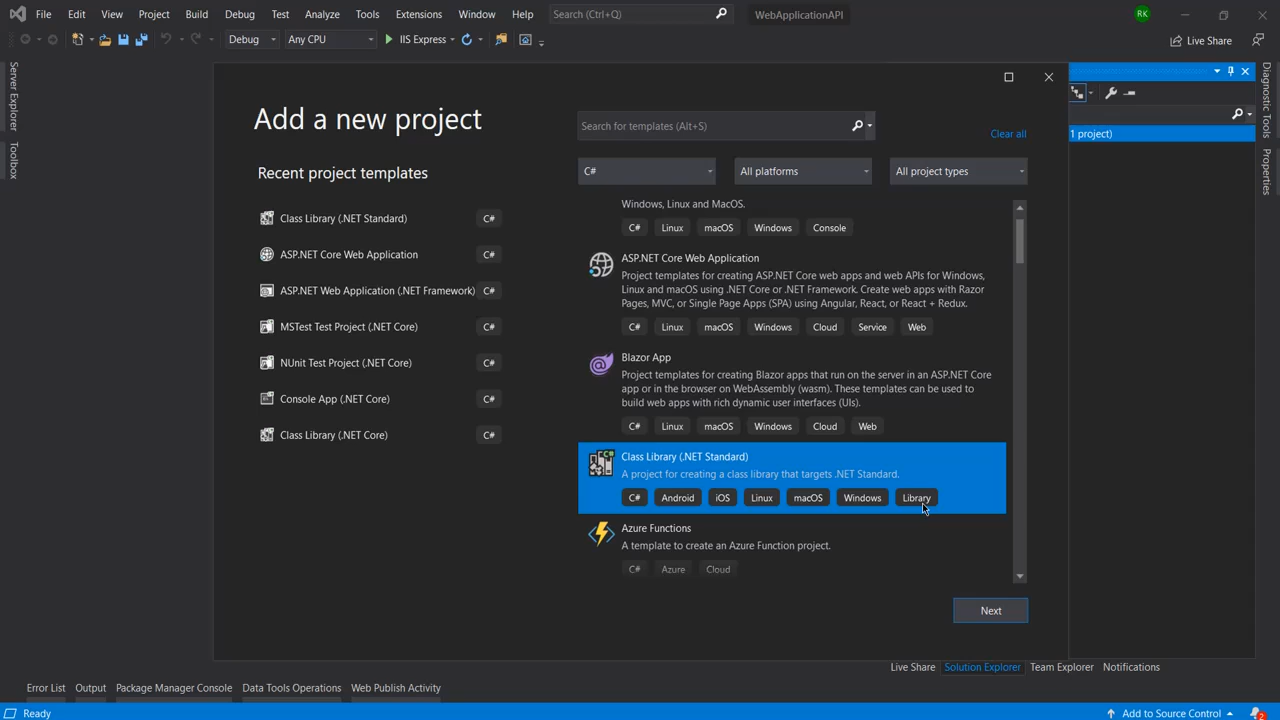 File Edit View Project Build Debug Test Analyze Tools Extensions Window Help Search (Ctrl+Q) WebApplicationAPI RK
Debug Any CPU IIS Express Live Share
Server Explorer
Toolbox
Add a new project
Recent project templates
Class Library (.NET Standard) C#
ASP.NET Core Web Application C#
ASP.NET Web Application (.NET Framework) C#
MSTest Test Project (.NET Core) C#
NUnit Test Project (.NET Core) C#
Console App (.NET Core) C#
Class Library (.NET Core) C#
Search for templates (Alt+S)
Clear all
C# All platforms All project types
Windows, Linux and MacOS.
C# Linux macOS Windows Console
ASP.NET Core Web Application
Project templates for creating ASP.NET Core web apps and web APIs for Windows,
Linux and macOS using .NET Core or .NET Framework. Create web apps with Razor
Pages, MVC, or Single Page Apps (SPA) using Angular, React, or React + Redux.
C# Linux macOS Windows Cloud Service Web
Blazor App
Project templates for creating Blazor apps that run on the server in an ASP.NET Core
app or in the browser on WebAssembly (wasm). These templates can be used to
build web apps with rich dynamic user interfaces (UIs).
C# Linux macOS Windows Cloud Web
Class Library (.NET Standard)
A project for creating a class library that targets .NET Standard.
C# Android iOS Linux macOS Windows Library
Azure Functions
A template to create an Azure Function project.
C# Azure Cloud
Next
1 project)
Diagnostic Tools
Properties
Live Share Solution Explorer Team Explorer Notifications
Error List Output Package Manager Console Data Tools Operations Web Publish Activity
Ready Add to Source Control 2